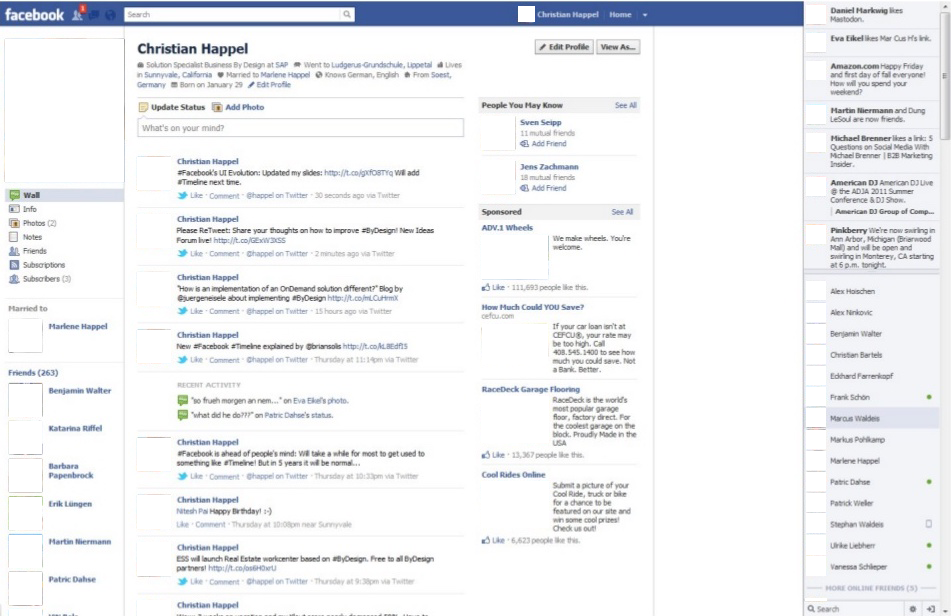 facebook
1
Search
Christian Happel
Home
Christian Happel
Edit Profile
View As...
Solution Specialist Business By Design at SAP Went to Ludgerus-Grundschule, Lippetal Lives
in Sunnyvale, California Married to Marlene Happel Knows German, English From Soest,
Germany Born on January 29 Edit Profile
Update Status Add Photo
What's on your mind?
Wall
Info
Photos (2)
Notes
Friends
Subscriptions
Subscribers (3)
Married to
Marlene Happel
Friends (263)
Benjamin Walter
Katarina Riffel
Barbara
Papenbrock
Erik Lüngen
Martin Niermann
Patric Dahse
Christian Happel
#Facebook's UI Evolution: Updated my slides: http://t.co/gXfO8TYq Will add
#Timeline next time.
Like · Comment · @happel on Twitter · 30 seconds ago via Twitter
Christian Happel
Please ReTweet: Share your thoughts on how to improve #ByDesign! New Ideas
Forum live! http://t.co/GExW3XSS
Like · Comment · @happel on Twitter · 2 minutes ago via Twitter
Christian Happel
"How is an implementation of an OnDemand solution different?" Blog by
@juergeneisele about implementing #ByDesign http://t.co/mLCuHrmX
Like · Comment · @happel on Twitter · 15 hours ago via Twitter
Christian Happel
New #Facebook #Timeline explained by @briansolis http://t.co/kL8EdfIS
Like · Comment · @happel on Twitter · Thursday at 11:14pm via Twitter
RECENT ACTIVITY
"so frueh morgen an nem..." on Eva Eikel's photo.
"what did he do???" on Patric Dahse's status.
Christian Happel
#Facebook is ahead of people's mind: Will take a while for most to get used to
something like #Timeline! But in 5 years it will be normal...
Like · Comment · @happel on Twitter · Thursday at 10:33pm via Twitter
Christian Happel
Nitesh Pai Happy Birthday! :-)
Like · Comment · Thursday at 10:08pm near Sunnyvale
Christian Happel
ESS will launch Real Estate workcenter based on #ByDesign. Free to all ByDesign
partners! http://t.co/os6H0xrU
Like · Comment · @happel on Twitter · Thursday at 9:38pm via Twitter
Christian Happel
People You May Know
See All
Sven Seipp
11 mutual friends
Add Friend
Jens Zachmann
18 mutual friends
Add Friend
Sponsored
See All
ADV.1 Wheels
We make wheels. You're
welcome.
Like · 111,693 people like this.
How Much Could YOU Save?
cefcu.com
If your car loan isn't at
CEFCU®, your rate may
be too high. Call
408.545.1400 to see how
much you could save. Not
a Bank. Better.
RaceDeck Garage Flooring
RaceDeck is the world's
most popular garage
floor, factory direct. For
the coolest garage on the
block. Proudly Made in the
USA
Like · 13,367 people like this.
Cool Rides Online
Submit a picture of your
Cool Ride, truck or bike
for a chance to be
featured on our site and
win some cool prizes!
Check us out!
Like · 6,623 people like this.
Daniel Markwig likes
Mastodon.
Eva Eikel likes Mar Cus H's link.
Amazon.com Happy Friday
and first day of fall everyone!
How will you spend your
weekend?
Martin Niermann and Dung
LeSoul are now friends.
Michael Brenner likes a link: 5
Questions on Social Media With
Michael Brenner | B2B Marketing
Insider.
American DJ American DJ Live
@ the ADJA 2011 Summer
Conference & DJ Show.
American DJ Group of Comp...
Pinkberry We're now swirling in
Ann Arbor, Michigan (Briarwood
Mall) and will be open and
swirling in Monterey, CA starting
at 6 p.m. tonight.
Alex Hoischen
Alex Ninkovic
Benjamin Walter
Christian Bartels
Eckhard Farrenkopf
Frank Schön
Marcus Waldeis
Markus Pohlkamp
Marlene Happel
Patric Dahse
Patrick Weller
Stephan Waldeis
Ulrike Liebherr
Vanessa Schlieper
MORE ONLINE FRIENDS (5)
Search